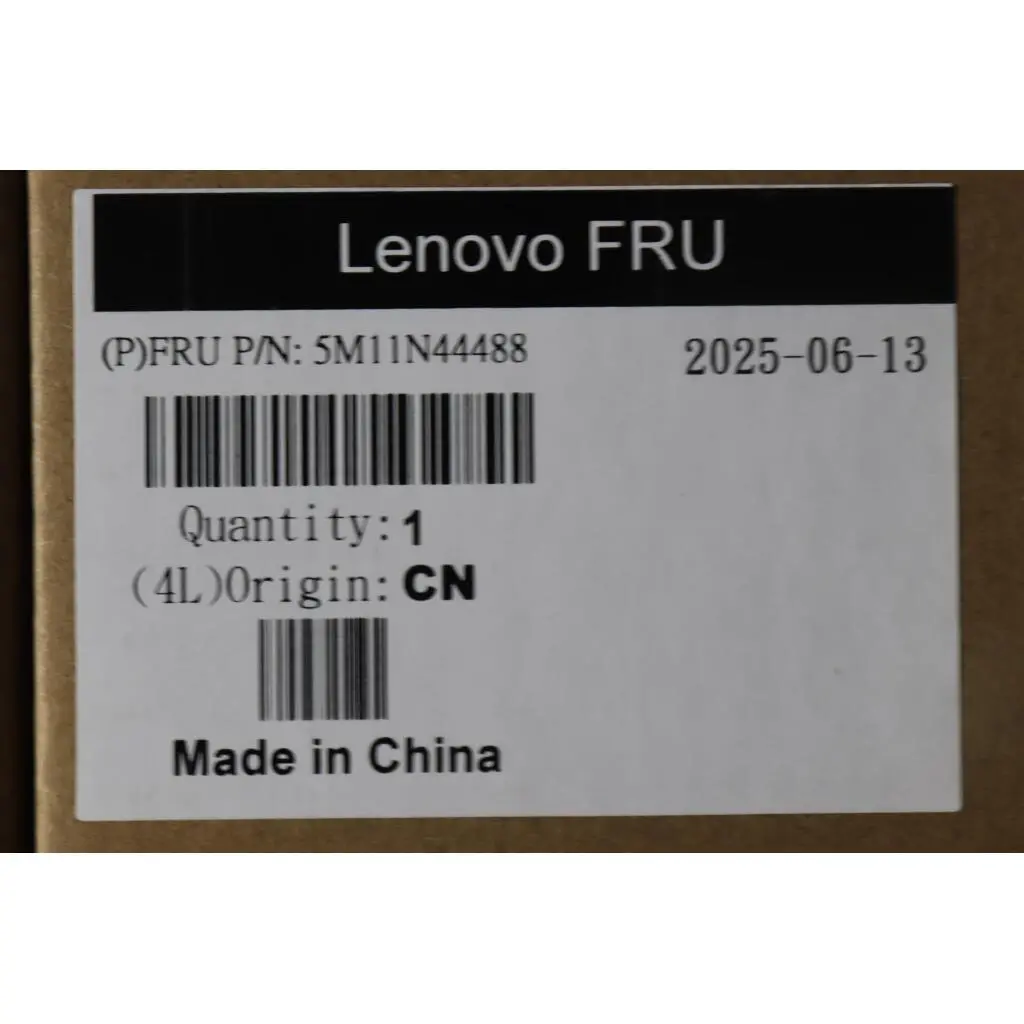 Lenovo FRU
(P)FRU P/N: 5M11N44488
2025-06-13
Quantity: 1
(4L)Origin: CN
Made in China